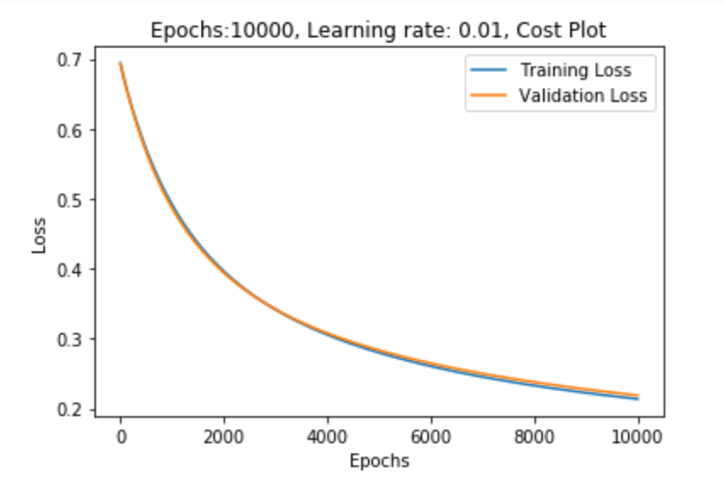 Epochs:10000, Learning rate: 0.01, Cost Plot
Training Loss
Validation Loss
0.7
0.6
0.5
0.4
0.3
0.2
Loss
0 2000 4000 6000 8000 10000
Epochs